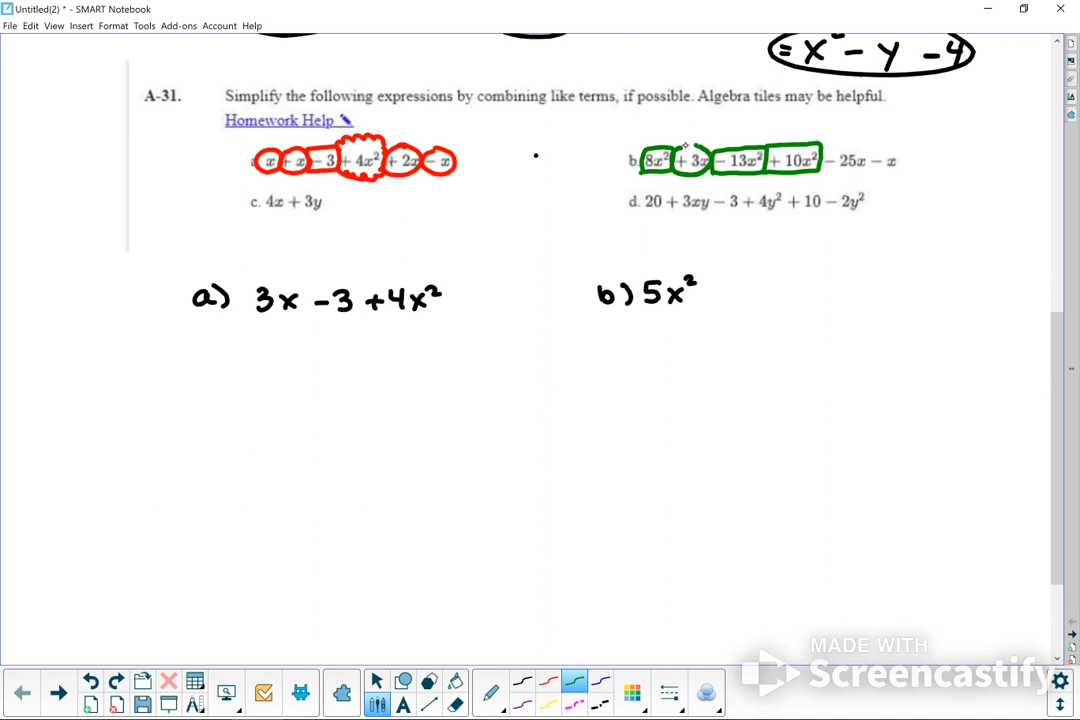 Untitled(2) * - SMART Notebook
File Edit View Insert Format Tools Add-ons Account Help
= x² - y - 4
A-31. Simplify the following expressions by combining like terms, if possible. Algebra tiles may be helpful.
Homework Help
x + x - 3 + 4x² + 2x - x
b. 8x² + 3x - 13x² + 10x² - 25x - x
c. 4x + 3y
d. 20 + 3xy - 3 + 4y² + 10 - 2y²
a) 3x - 3 + 4x²
b) 5x²
MADE WITH
Screencastify